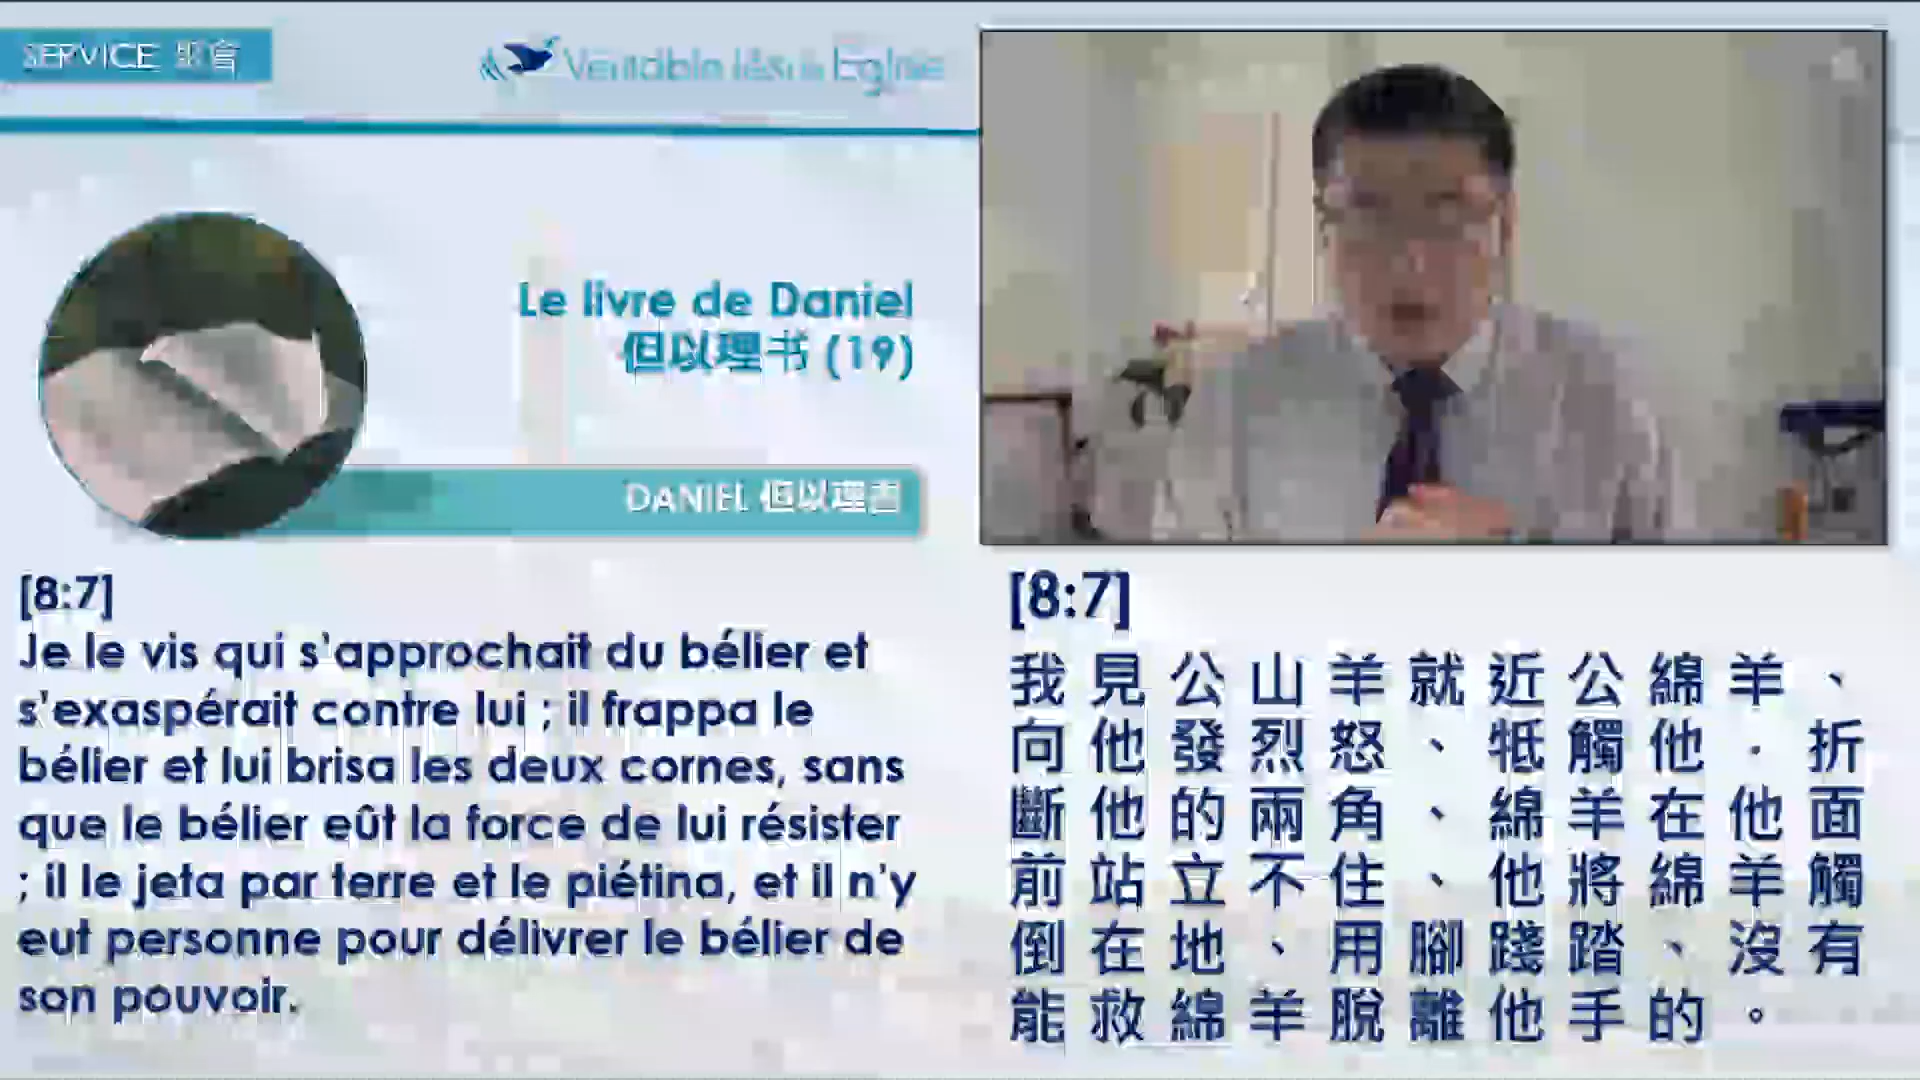 SERVICE 聚會
Le livre de Daniel
但以理书 (19)
DANIEL 但以理書
[8:7]
Je le vis qui s'approchait du bélier et
s'exaspérait contre lui ; il frappa le
bélier et lui brisa les deux cornes, sans
que le bélier eût la force de lui résister
; il le jeta par terre et le piétina, et il n'y
eut personne pour délivrer le bélier de
son pouvoir.
[8:7]
我見公山羊就近公綿羊、
向他發烈怒、牴觸他．折
斷他的兩角、綿羊在他面
前站立不住、他將綿羊觸
倒在地、用腳踐踏、沒有
能救綿羊脫離他手的。